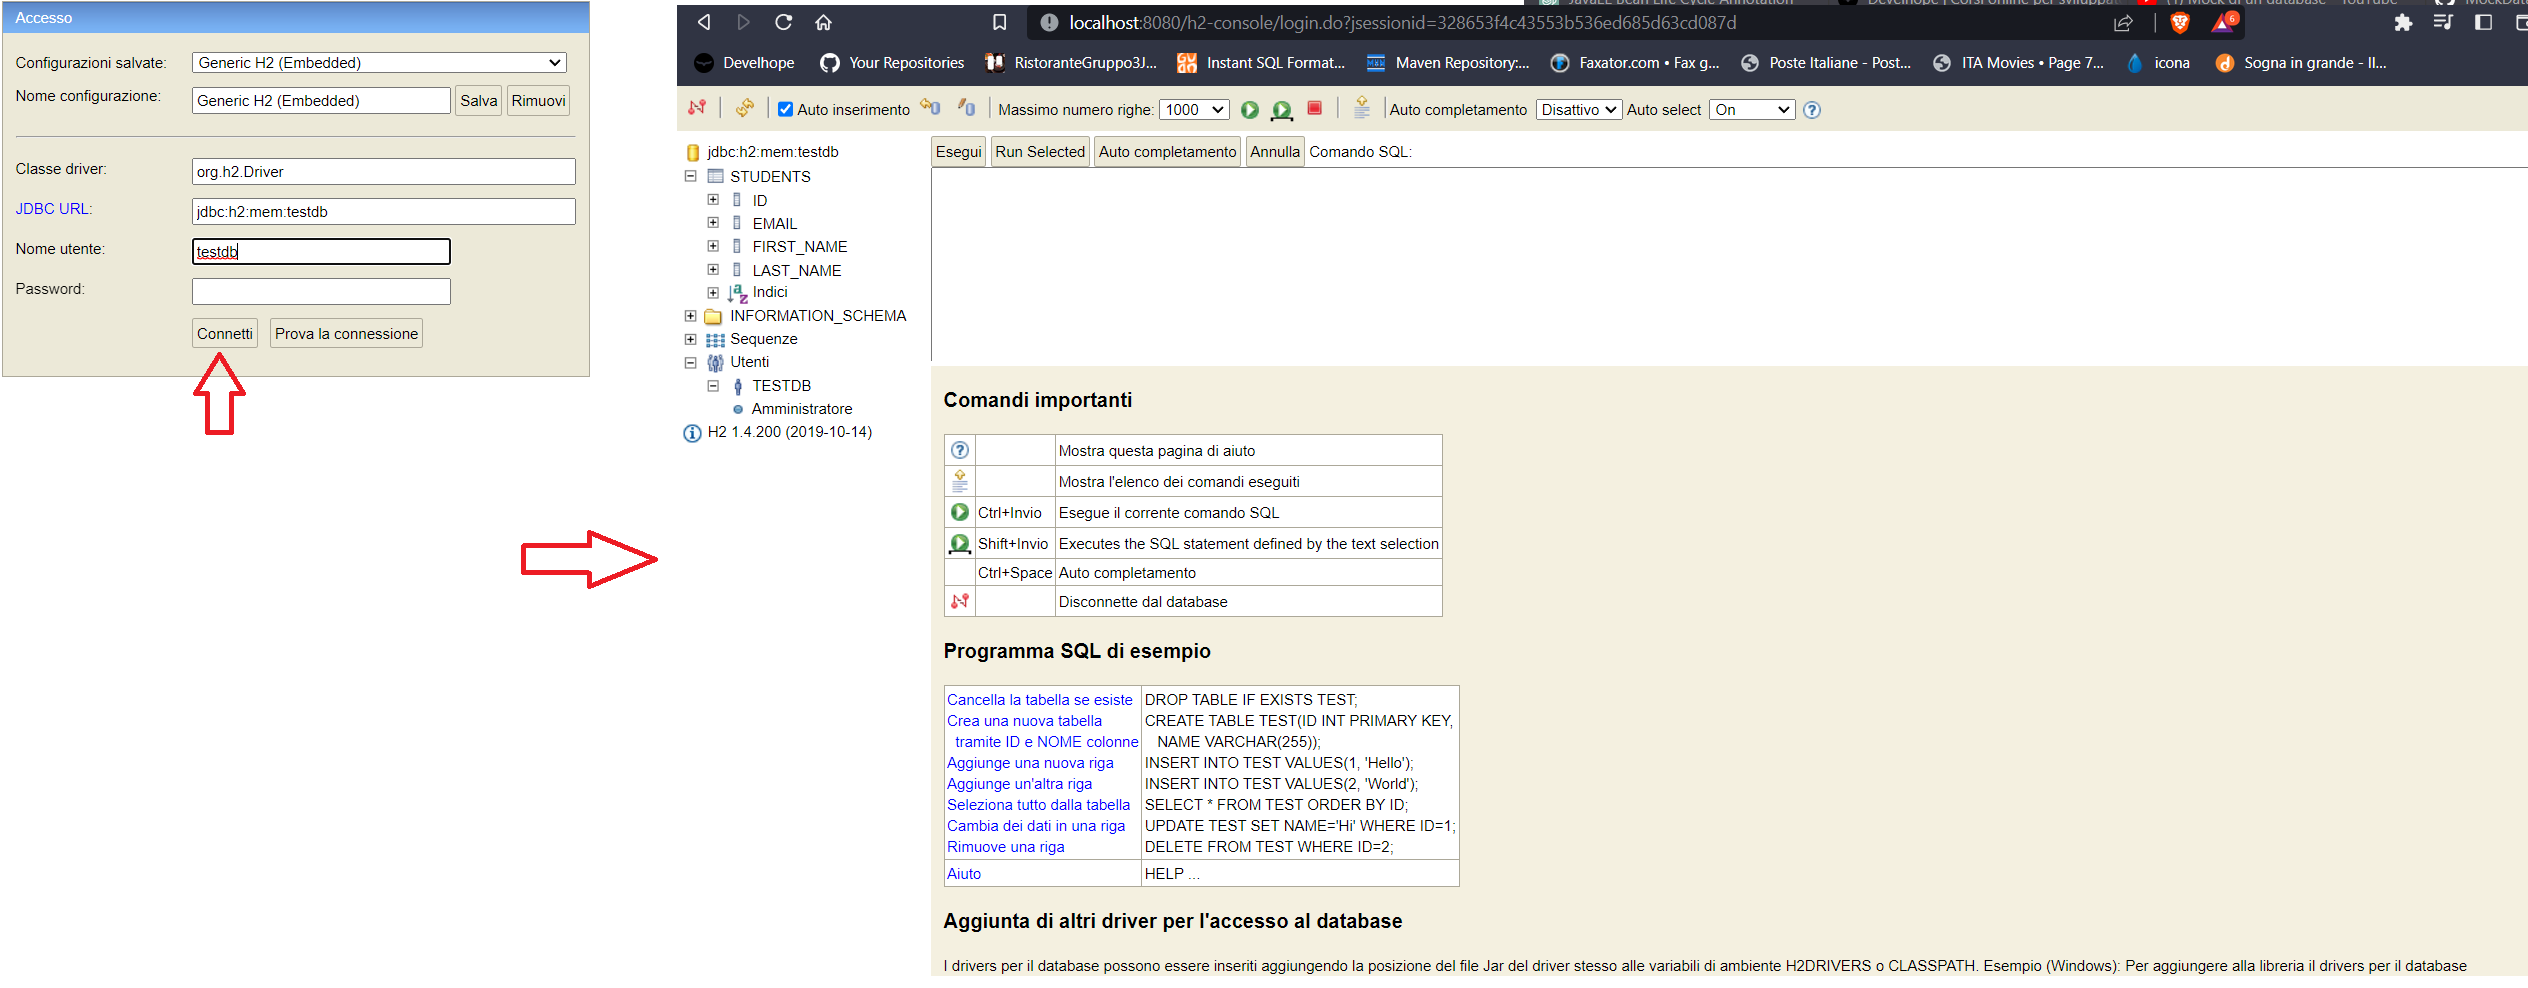 Accesso
Configurazioni salvate: Generic H2 (Embedded)
Nome configurazione: Generic H2 (Embedded) Salva Rimuovi
Classe driver: org.h2.Driver
JDBC URL: jdbc:h2:mem:testdb
Nome utente: testdb
Password:
Connetti Prova la connessione
localhost:8080/h2-console/login.do?jsessionid=328653f4c43553b536ed685d63cd087d 6
Develhope Your Repositories RistoranteGruppo3J... Instant SQL Format... Maven Repository:... Faxator.com • Fax g... Poste Italiane - Post... ITA Movies • Page 7... icona Sogna in grande - Il...
Auto inserimento Massimo numero righe: 1000 Auto completamento Disattivo Auto select On
jdbc:h2:mem:testdb
STUDENTS
ID
EMAIL
FIRST_NAME
LAST_NAME
Indici
INFORMATION_SCHEMA
Sequenze
Utenti
TESTDB
Amministratore
H2 1.4.200 (2019-10-14)
Esegui Run Selected Auto completamento Annulla Comando SQL:
Comandi importanti
Mostra questa pagina di aiuto
Mostra l'elenco dei comandi eseguiti
Ctrl+Invio Esegue il corrente comando SQL
Shift+Invio Executes the SQL statement defined by the text selection
Ctrl+Space Auto completamento
Disconnette dal database
Programma SQL di esempio
Cancella la tabella se esiste DROP TABLE IF EXISTS TEST;
Crea una nuova tabella CREATE TABLE TEST(ID INT PRIMARY KEY,
tramite ID e NOME colonne NAME VARCHAR(255));
Aggiunge una nuova riga INSERT INTO TEST VALUES(1, 'Hello');
Aggiunge un'altra riga INSERT INTO TEST VALUES(2, 'World');
Seleziona tutto dalla tabella SELECT * FROM TEST ORDER BY ID;
Cambia dei dati in una riga UPDATE TEST SET NAME='Hi' WHERE ID=1;
Rimuove una riga DELETE FROM TEST WHERE ID=2;
Aiuto HELP ...
Aggiunta di altri driver per l'accesso al database
I drivers per il database possono essere inseriti aggiungendo la posizione del file Jar del driver stesso alle variabili di ambiente H2DRIVERS o CLASSPATH. Esempio (Windows): Per aggiungere alla libreria il drivers per il database